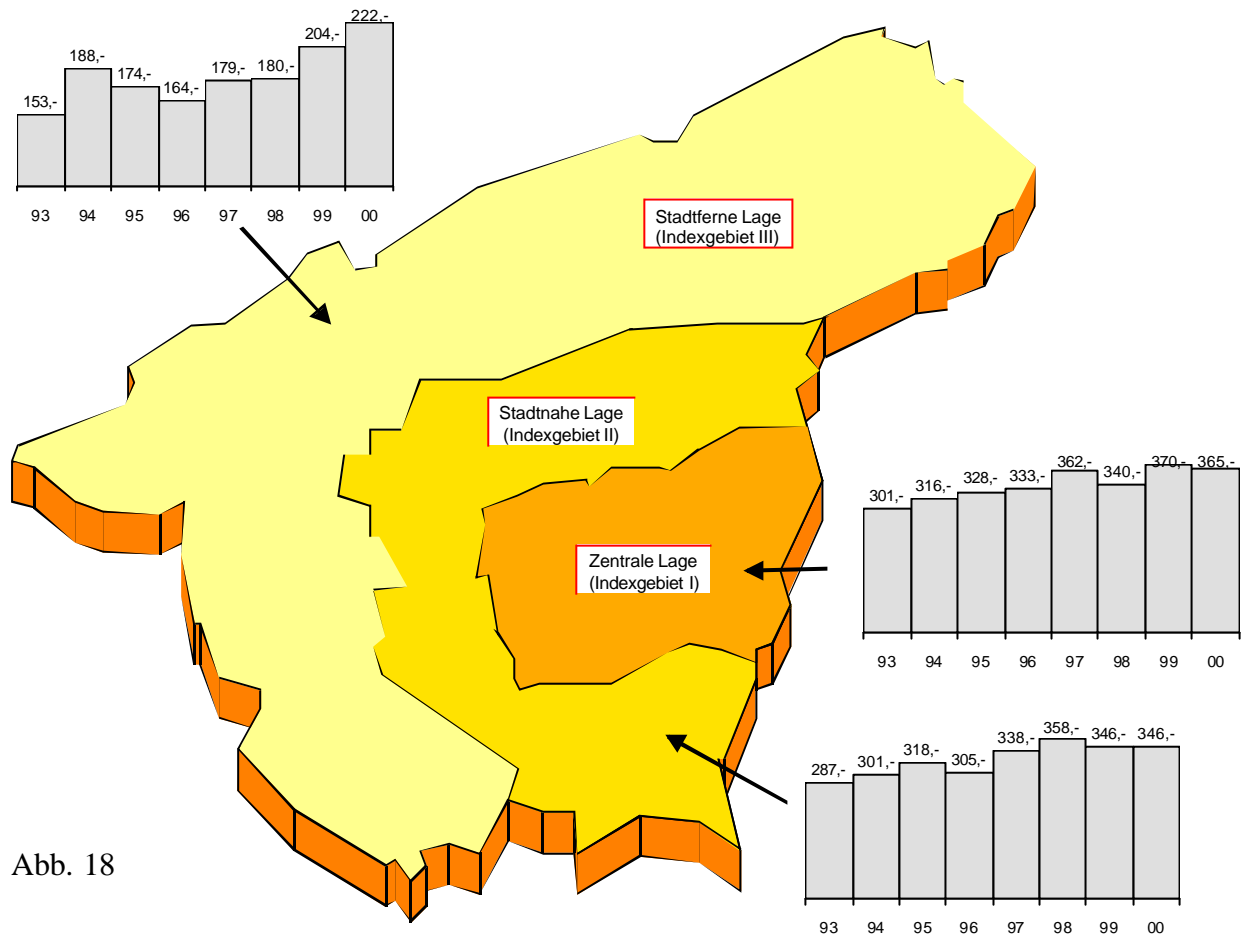 153,- 188,- 174,- 164,- 179,- 180,- 204,- 222,-
93 94 95 96 97 98 99 00
Stadtferne Lage
(Indexgebiet III)
Stadtnahe Lage
(Indexgebiet II)
Zentrale Lage
(Indexgebiet I)
301,- 316,- 328,- 333,- 362,- 340,- 370,- 365,-
93 94 95 96 97 98 99 00
287,- 301,- 318,- 305,- 338,- 358,- 346,- 346,-
93 94 95 96 97 98 99 00
Abb. 18